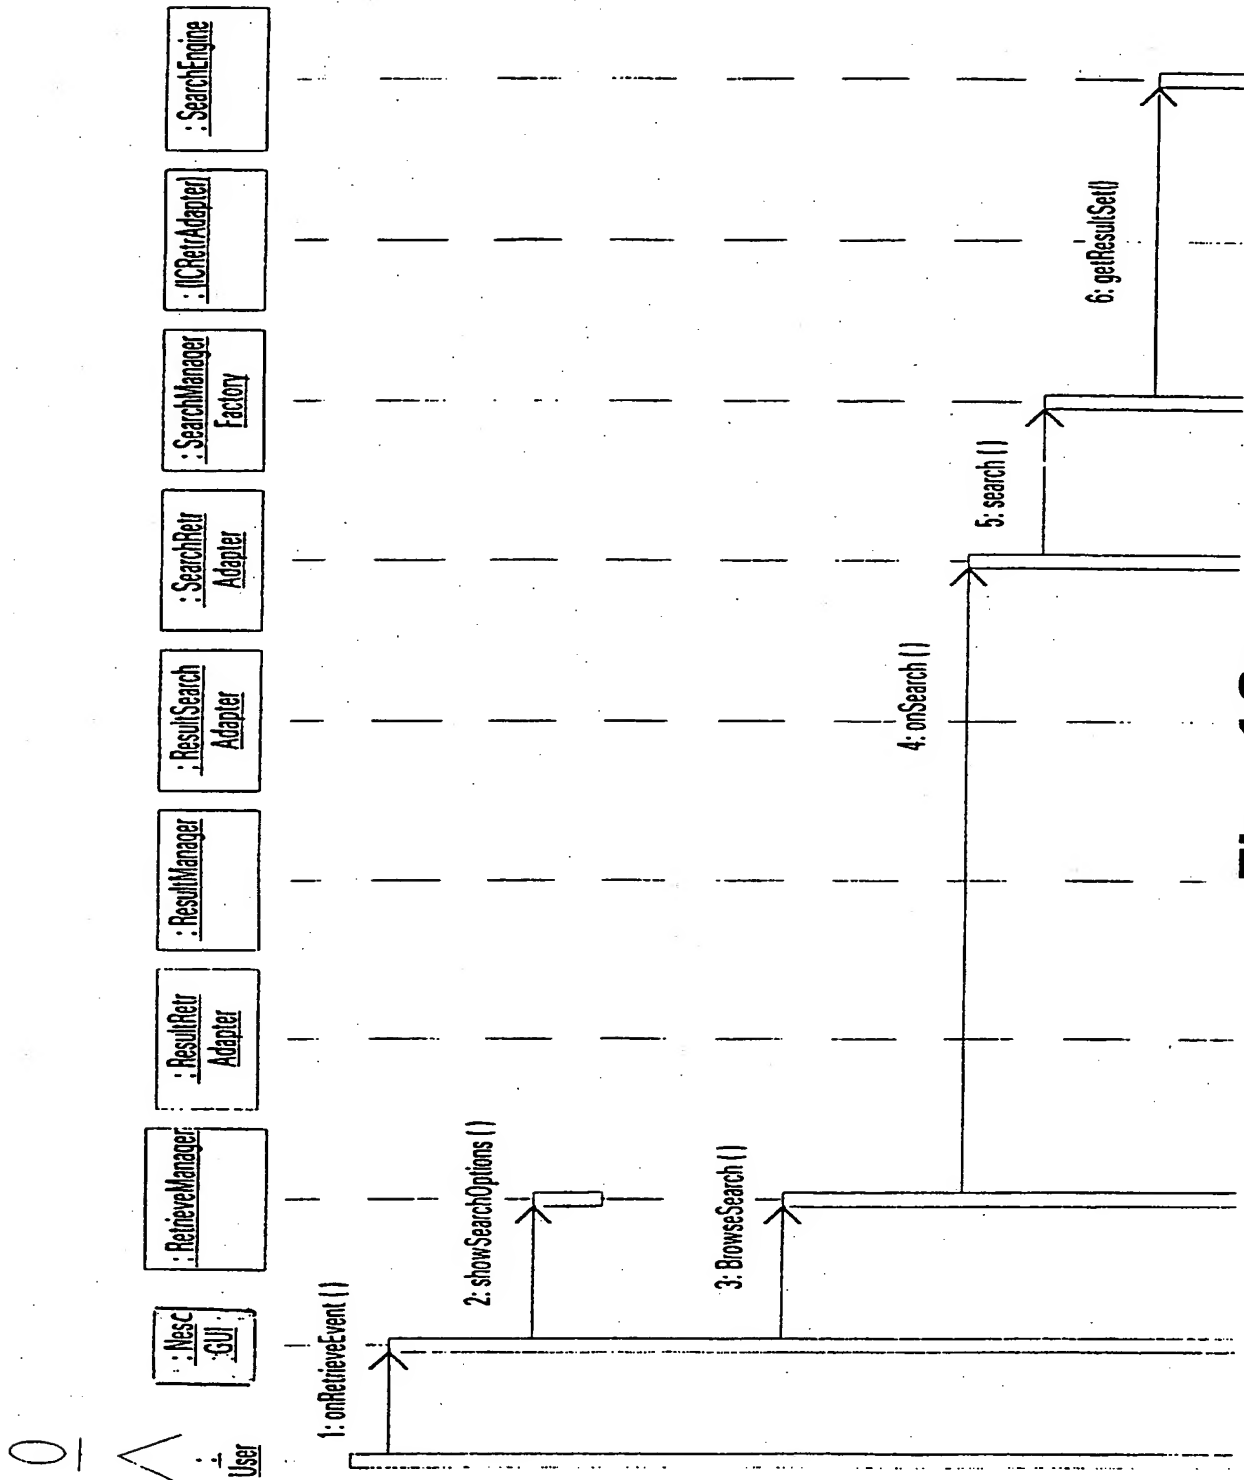 : User
: Nesc
GUI
: RetrieveManager
: ResultRetr
Adapter
: ResultManager
: ResultSearch
Adapter
: SearchRetr
Adapter
: SearchManager
Factory
: (ICRetrAdapter)
: SearchEngine
1: onRetrieveEvent ( )
2: showSearchOptions ( )
3: BrowseSearch ( )
4: onSearch ( )
5: search ( )
6: getResultSet()